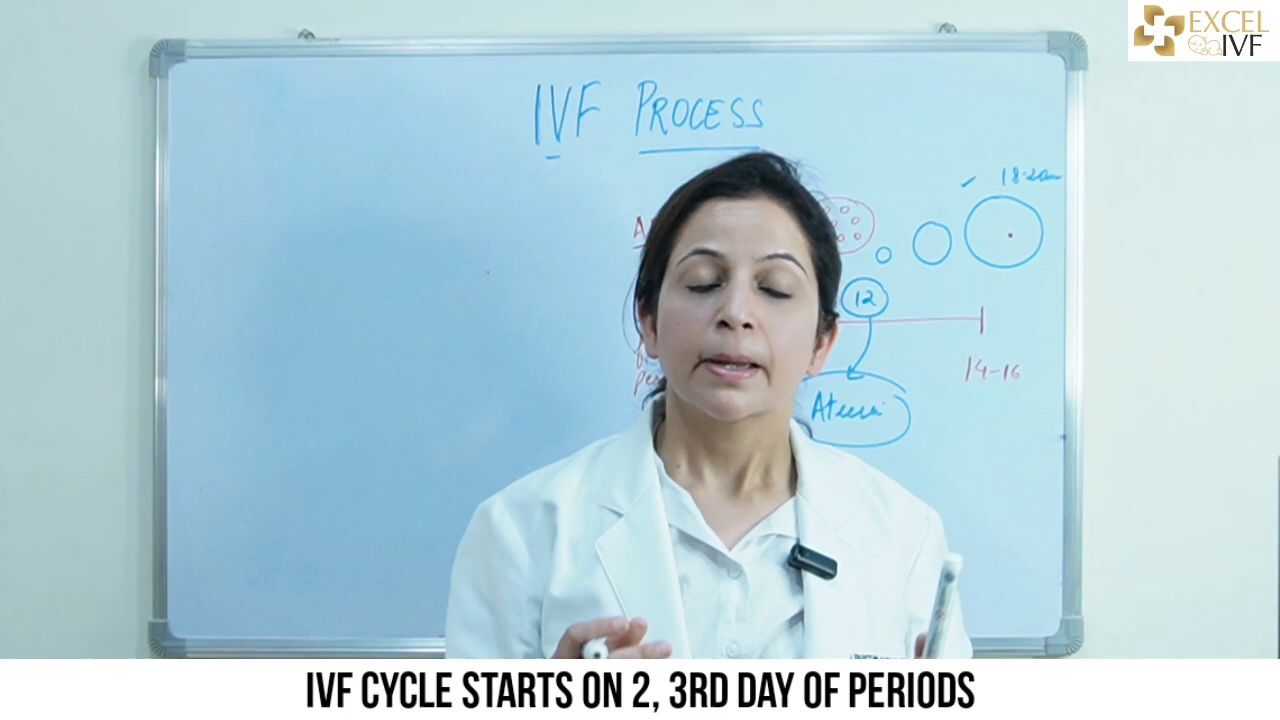 EXCEL
IVF
IVF PROCESS
18-20
A
12
14-16
IVF CYCLE STARTS ON 2, 3RD DAY OF PERIODS